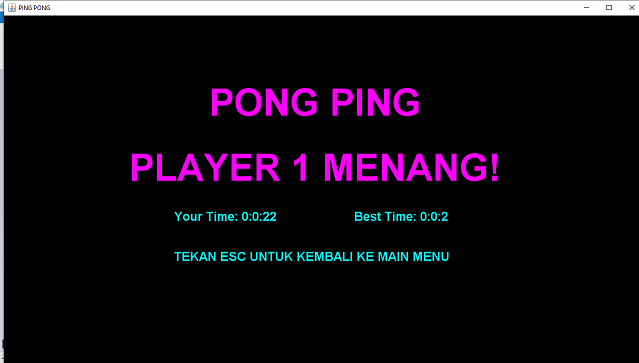 PING PONG
PONG PING
PLAYER 1 MENANG!
Your Time: 0:0:22 Best Time: 0:0:2
TEKAN ESC UNTUK KEMBALI KE MAIN MENU